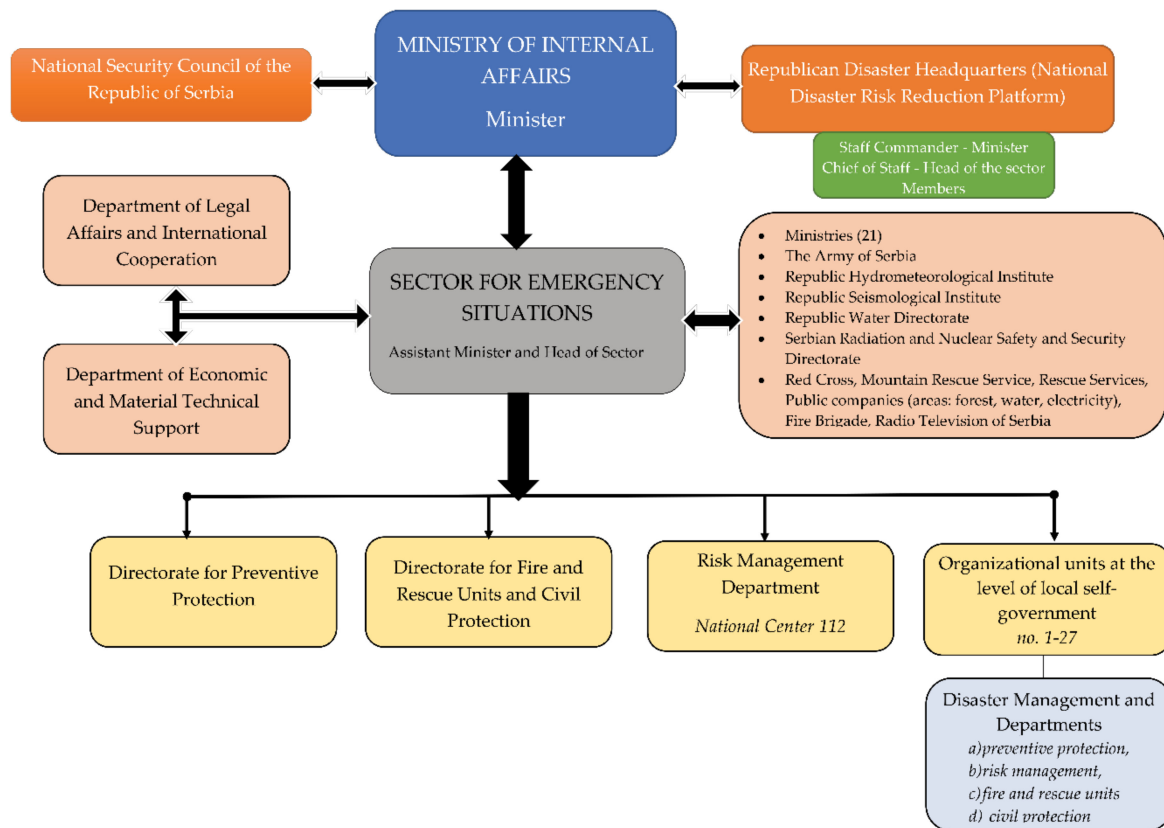 MINISTRY OF INTERNAL
AFFAIRS
Minister
National Security Council of the
Republic of Serbia
Republican Disaster Headquarters (National
Disaster Risk Reduction Platform)
Staff Commander - Minister
Chief of Staff - Head of the sector
Members
Department of Legal
Affairs and International
Cooperation
SECTOR FOR EMERGENCY
SITUATIONS
Assistant Minister and Head of Sector
• Ministries (21)
• The Army of Serbia
• Republic Hydrometeorological Institute
• Republic Seismological Institute
• Republic Water Directorate
• Serbian Radiation and Nuclear Safety and Security
Directorate
• Red Cross, Mountain Rescue Service, Rescue Services,
Public companies (areas: forest, water, electricity),
Fire Brigade, Radio Television of Serbia
Department of Economic
and Material Technical
Support
Directorate for Preventive
Protection
Directorate for Fire and
Rescue Units and Civil
Protection
Risk Management
Department
National Center 112
Organizational units at the
level of local self-
government
no. 1-27
Disaster Management and
Departments
a)preventive protection,
b)risk management,
c)fire and rescue units
d) civil protection